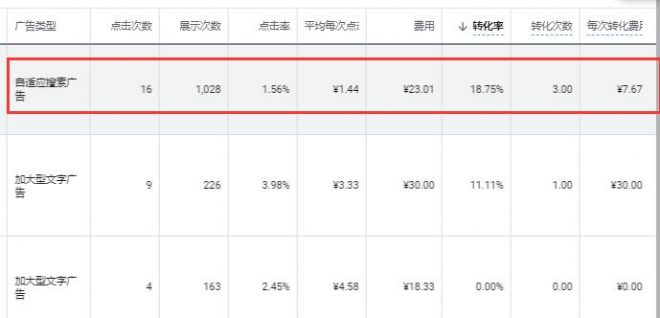 广告类型 点击次数 展示次数 点击率 平均每次点击 费用 ↓ 转化率 转化次数 每次转化费用
自适应搜索广
告 16 1,028 1.56% ¥1.44 ¥23.01 18.75% 3.00 ¥7.67
加大型文字广
告 9 226 3.98% ¥3.33 ¥30.00 11.11% 1.00 ¥30.00
加大型文字广
告 4 163 2.45% ¥4.58 ¥18.33 0.00% 0.00 ¥0.00